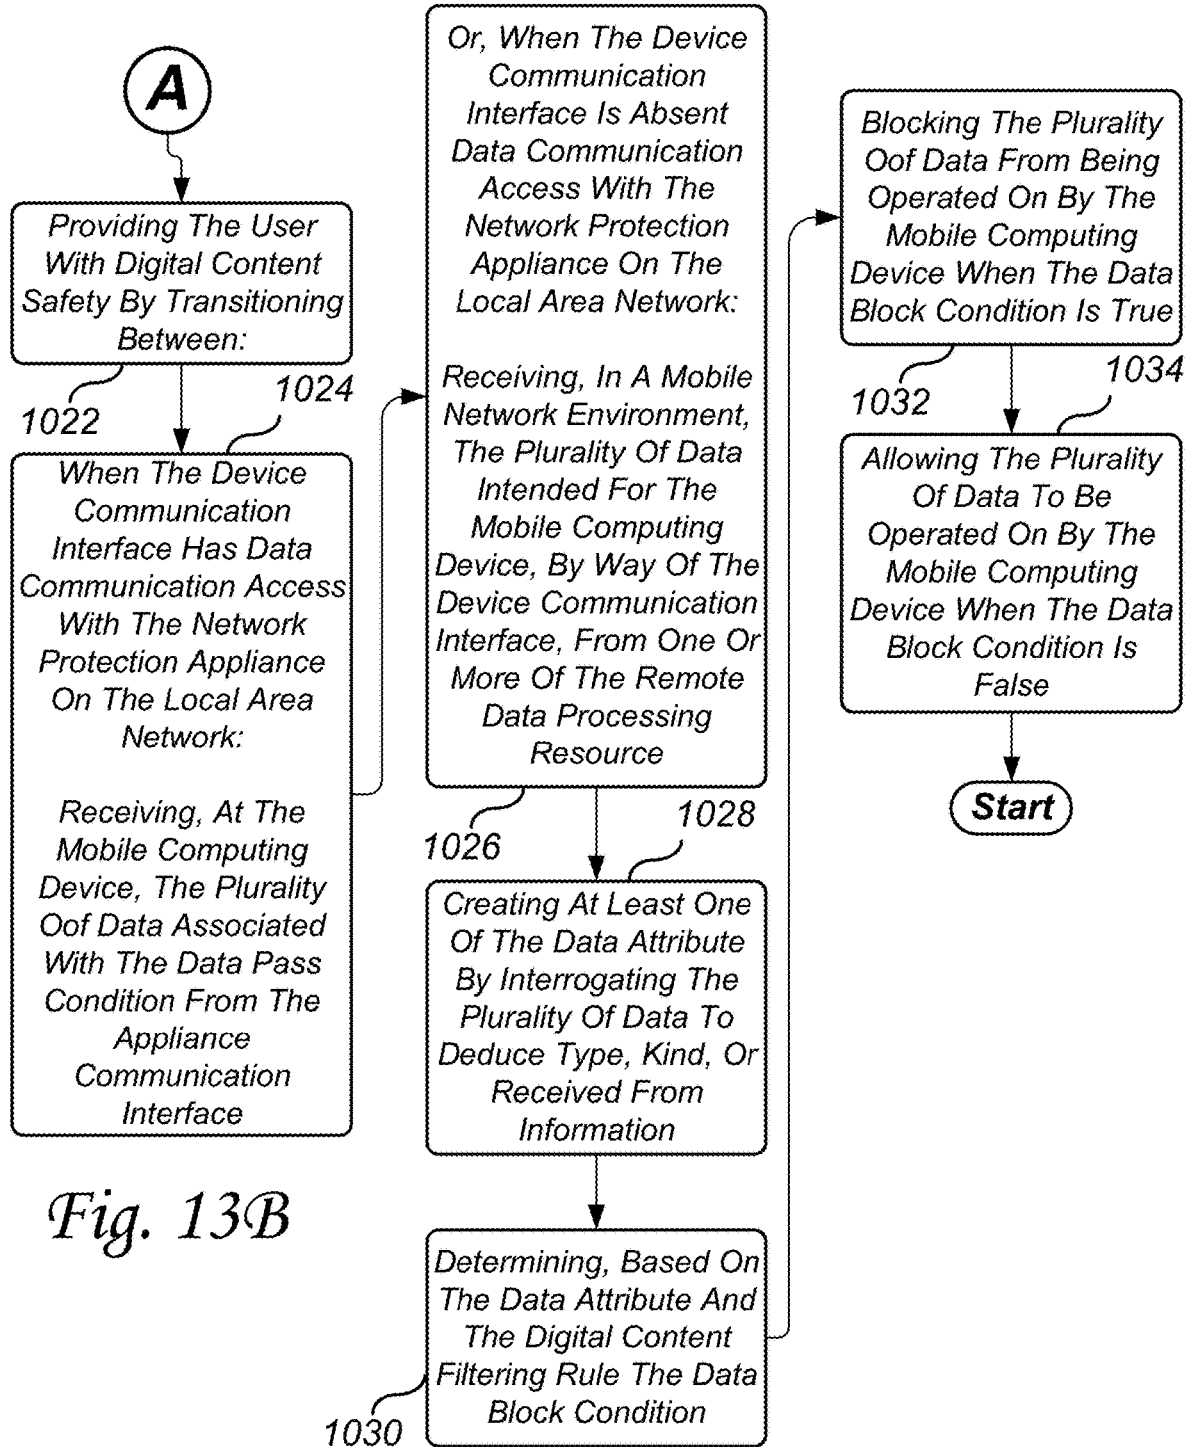 A
Providing The User
With Digital Content
Safety By Transitioning
Between:
1022
1024
When The Device
Communication
Interface Has Data
Communication Access
With The Network
Protection Appliance
On The Local Area
Network:
Receiving, At The
Mobile Computing
Device, The Plurality
Oof Data Associated
With The Data Pass
Condition From The
Appliance
Communication
Interface
Or, When The Device
Communication
Interface Is Absent
Data Communication
Access With The
Network Protection
Appliance On The
Local Area Network:
Receiving, In A Mobile
Network Environment,
The Plurality Of Data
Intended For The
Mobile Computing
Device, By Way Of The
Device Communication
Interface, From One Or
More Of The Remote
Data Processing
Resource
1026
1028
Creating At Least One
Of The Data Attribute
By Interrogating The
Plurality Of Data To
Deduce Type, Kind, Or
Received From
Information
Determining, Based On
The Data Attribute And
The Digital Content
Filtering Rule The Data
Block Condition
1030
Blocking The Plurality
Oof Data From Being
Operated On By The
Mobile Computing
Device When The Data
Block Condition Is True
1032
1034
Allowing The Plurality
Of Data To Be
Operated On By The
Mobile Computing
Device When The Data
Block Condition Is
False
Start
Fig. 13B